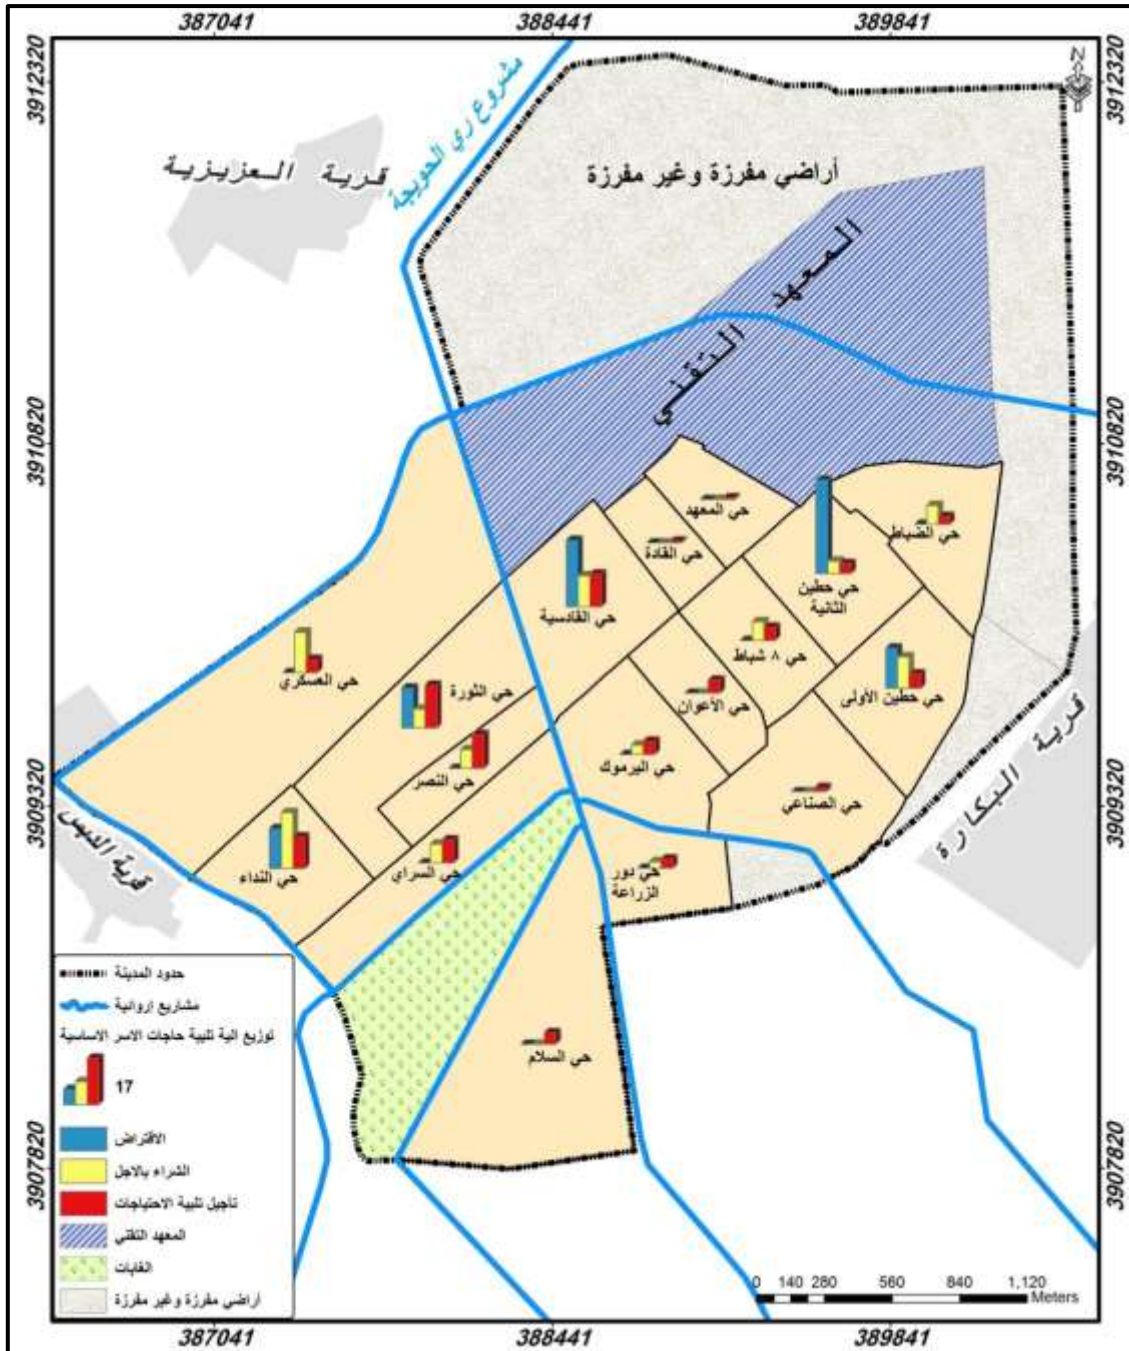 387041 388441 389841
3912320
3912320
مشروع ري الحويجة
N
قرية العزيزية
أراضي مفرزة وغير مفرزة
المعهد التقني
3910820
3910820
حي المعهد
حي الضباط
حي القادة
حي حطين
الثانية
حي القادسية
حي ٨ شباط
حي العسكري
حي الثورة
حي الأعوان
حي حطين الأولى
حي اليرموك
حي النصر
حي الصناعي
قرية البكارة
3909320
3909320
قرية الدبس
حي النداء
حي السراي
حي دور
الزراعة
حي السلام
حدود المدينة
مشاريع اروائية
توزيع الية تلبية حاجات الاسر الاساسية
17
الاقتراض
الشراء بالاجل
تأجيل تلبية الاحتياجات
المعهد التقني
الغابات
أراضي مفرزة وغير مفرزة
3907820
3907820
0 140 280 560 840 1,120
Meters
387041 388441 389841